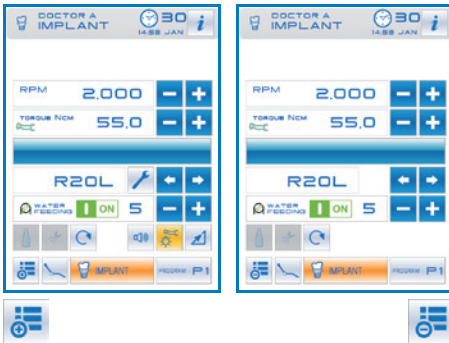 DOCTOR A
IMPLANT
30
14:53 JAN
i
RPM 2.000
TORQUE NCM 55,0
R20L
WATER FEEDING I ON 5
IMPLANT PROGRAM P1
DOCTOR A
IMPLANT
30
14:53 JAN
i
RPM 2.000
TORQUE NCM 55,0
R20L
WATER FEEDING I ON 5
IMPLANT PROGRAM P1